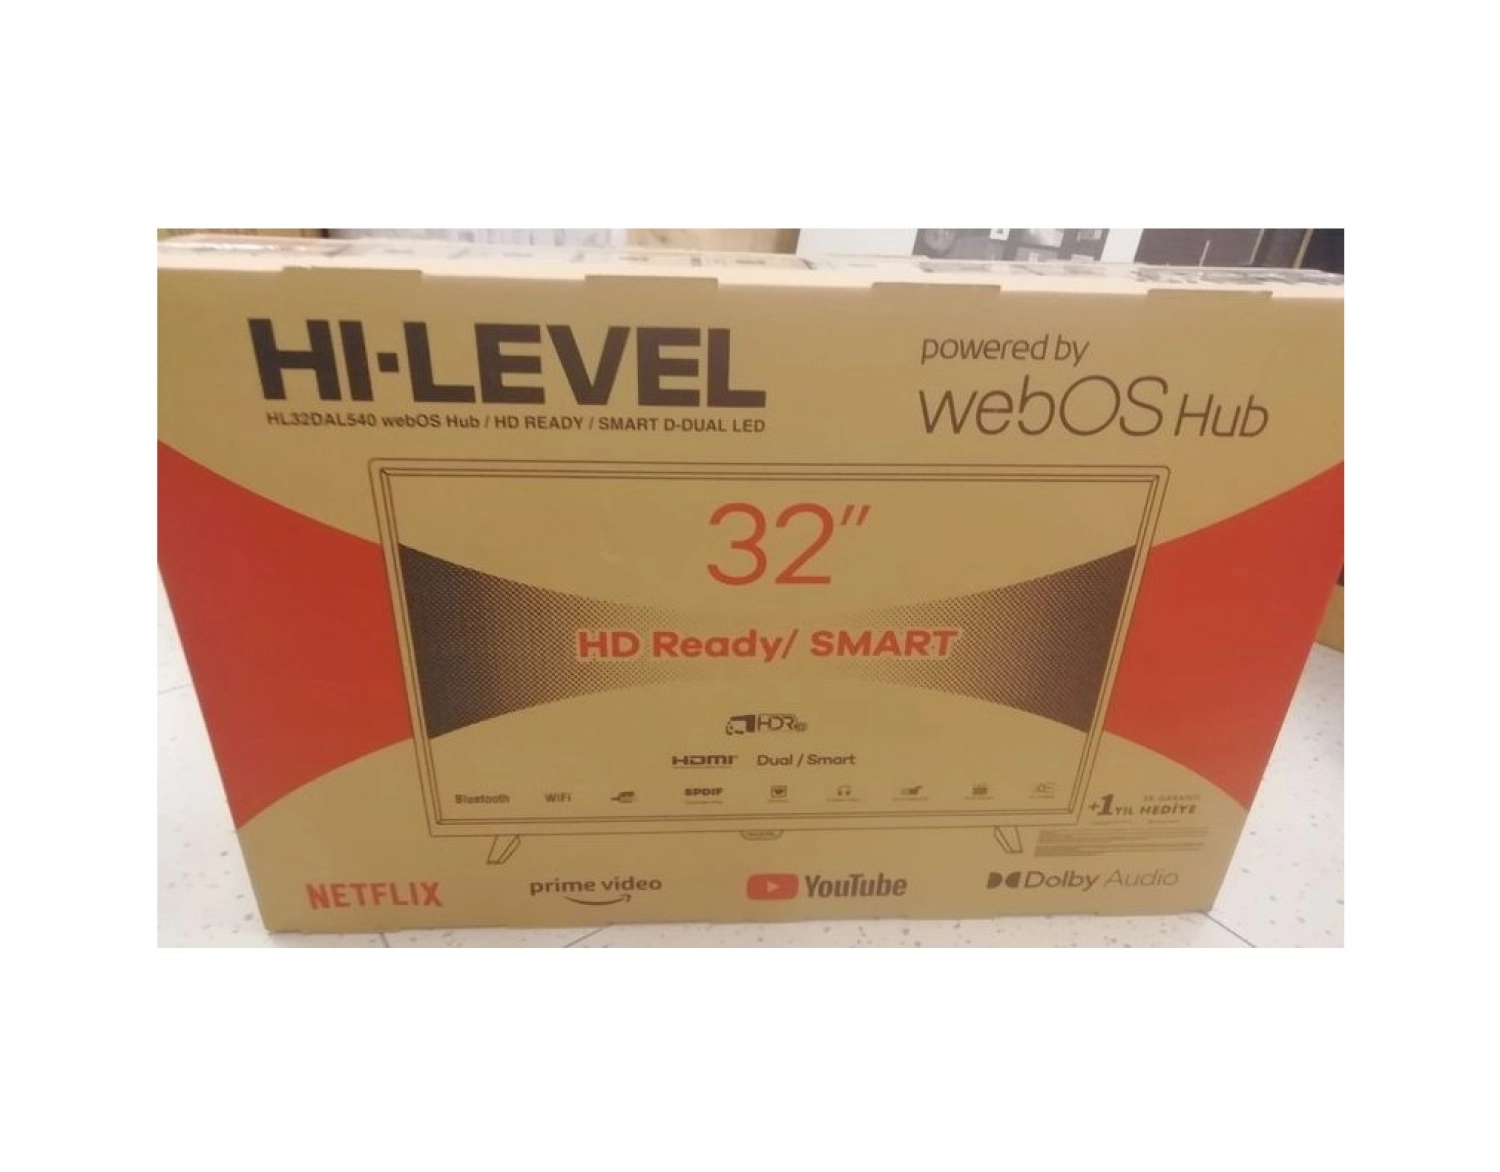 HI-LEVEL
HL32DAL540 webOS Hub / HD READY / SMART D-DUAL LED
powered by
webOS Hub
32"
HD Ready/ SMART
HDR
HDMI Dual / Smart
Bluetooth WiFi SPDIF
+1 YIL HEDİYE
NETFLIX prime video YouTube Dolby Audio